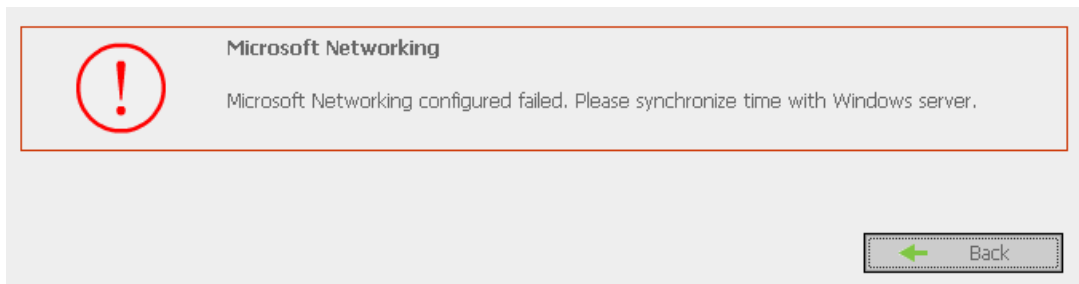 Microsoft Networking
Microsoft Networking configured failed. Please synchronize time with Windows server.
Back